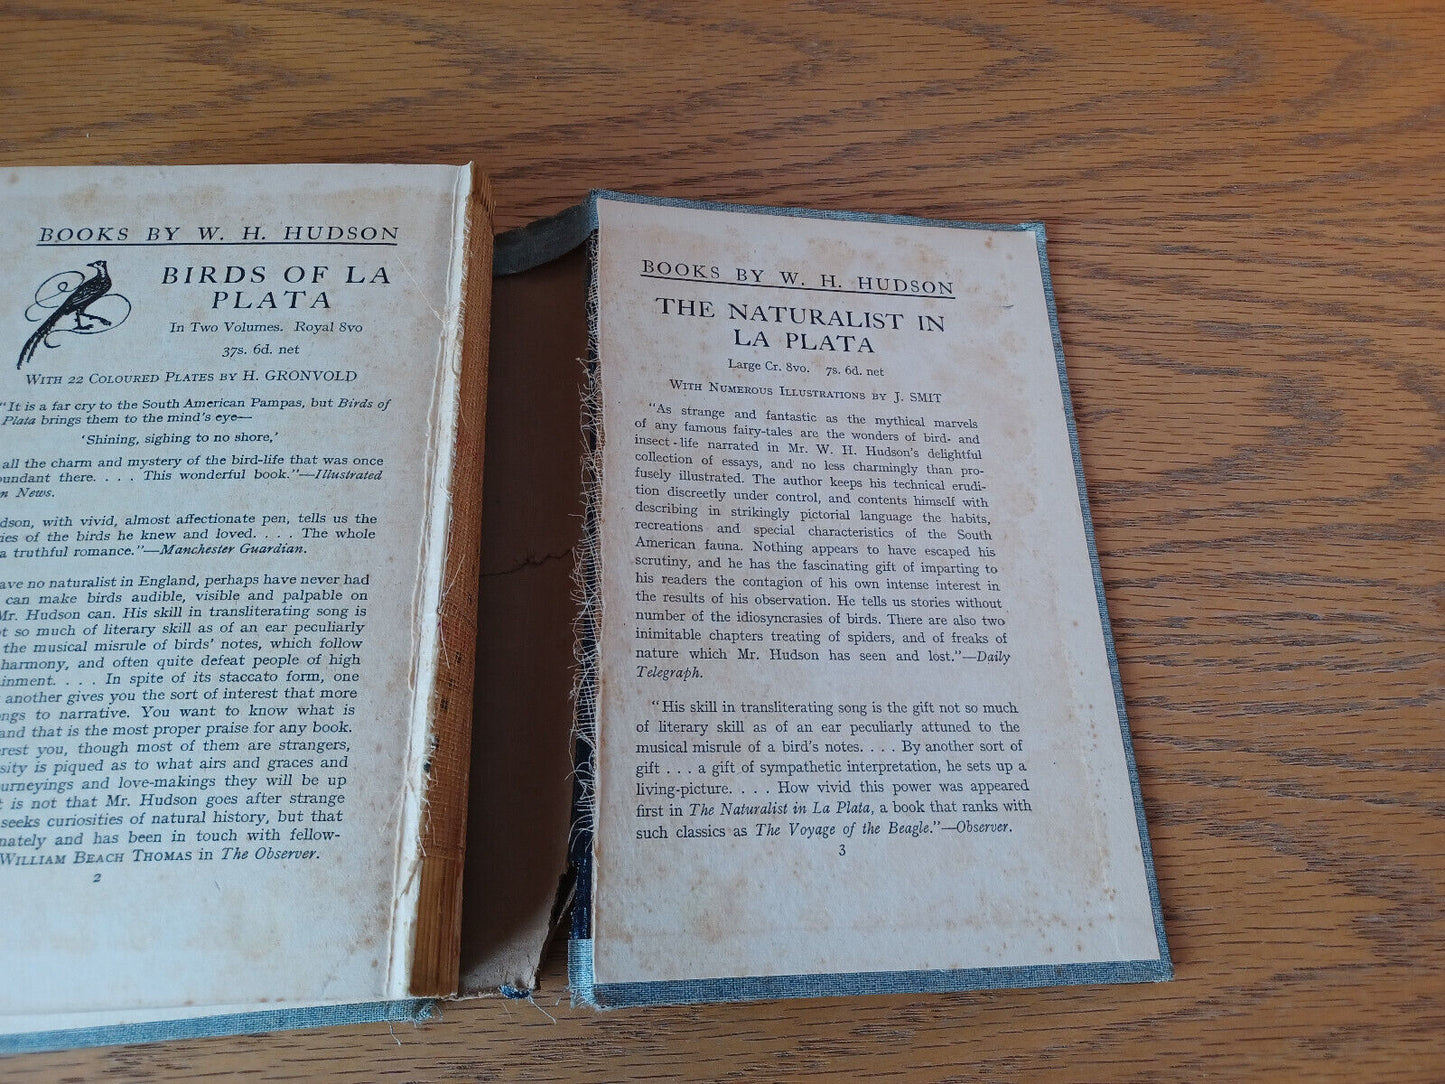 BOOKS BY W. H. HUDSON
BIRDS OF LA
PLATA
In Two Volumes. Royal 8vo
37s. 6d. net
WITH 22 COLOURED PLATES BY H. GRONVOLD
"It is a far cry to the South American Pampas, but Birds of
Plata brings them to the mind's eye—
'Shining, sighing to no shore,'
all the charm and mystery of the bird-life that was once
undant there. . . . This wonderful book."—Illustrated
n News.
dson, with vivid, almost affectionate pen, tells us the
ies of the birds he knew and loved. . . . The whole
a truthful romance."—Manchester Guardian.
ave no naturalist in England, perhaps have never had
can make birds audible, visible and palpable on
Mr. Hudson can. His skill in transliterating song is
ot so much of literary skill as of an ear peculiarly
the musical misrule of birds' notes, which follow
harmony, and often quite defeat people of high
ainment. . . . In spite of its staccato form, one
another gives you the sort of interest that more
ngs to narrative. You want to know what is
and that is the most proper praise for any book.
erest you, though most of them are strangers,
sity is piqued as to what airs and graces and
urneyings and love-makings they will be up
t is not that Mr. Hudson goes after strange
seeks curiosities of natural history, but that
nately and has been in touch with fellow-
WILLIAM BEACH THOMAS in The Observer.
2
BOOKS BY W. H. HUDSON
THE NATURALIST IN
LA PLATA
Large Cr. 8vo. 7s. 6d. net
WITH NUMEROUS ILLUSTRATIONS BY J. SMIT
"As strange and fantastic as the mythical marvels
of any famous fairy-tales are the wonders of bird- and
insect-life narrated in Mr. W. H. Hudson's delightful
collection of essays, and no less charmingly than pro-
fusely illustrated. The author keeps his technical erudi-
tion discreetly under control, and contents himself with
describing in strikingly pictorial language the habits,
recreations and special characteristics of the South
American fauna. Nothing appears to have escaped his
scrutiny, and he has the fascinating gift of imparting to
his readers the contagion of his own intense interest in
the results of his observation. He tells us stories without
number of the idiosyncrasies of birds. There are also two
inimitable chapters treating of spiders, and of freaks of
nature which Mr. Hudson has seen and lost."—Daily
Telegraph.
"His skill in transliterating song is the gift not so much
of literary skill as of an ear peculiarly attuned to the
musical misrule of a bird's notes. . . . By another sort of
gift . . . a gift of sympathetic interpretation, he sets up a
living-picture. . . . How vivid this power was appeared
first in The Naturalist in La Plata, a book that ranks with
such classics as The Voyage of the Beagle."—Observer.
3